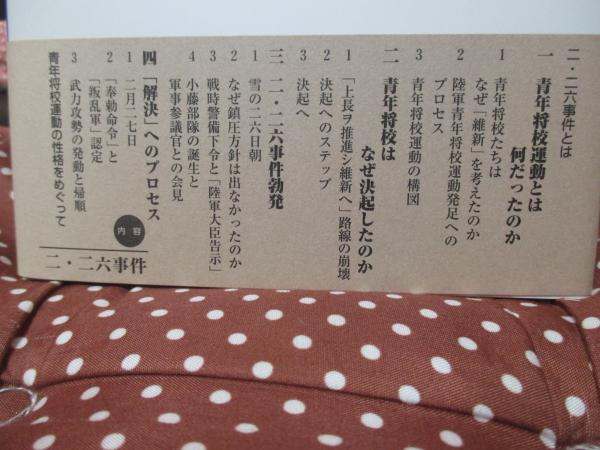 二・二六事件とは
一 青年将校運動とは
何だったのか
1 青年将校たちは
なぜ「維新」を考えたのか
2 陸軍青年将校運動発足への
プロセス
3 青年将校運動の構図
二 青年将校は
なぜ決起したのか
1 「上長ヲ推進シ維新へ」路線の崩壊
2 決起へのステップ
3 決起へ
三 二・二六事件勃発
1 雪の二六日朝
2 なぜ鎮圧方針は出なかったのか
3 戦時警備下令と「陸軍大臣告示」
4 小藤部隊の誕生と
軍事参議官との会見
四 「解決」へのプロセス
1 二月二七日
2 「奉勅命令」と
「叛乱軍」認定
3 武力攻勢の発動と帰順
青年将校運動の性格をめぐって
内容
二・二六事件